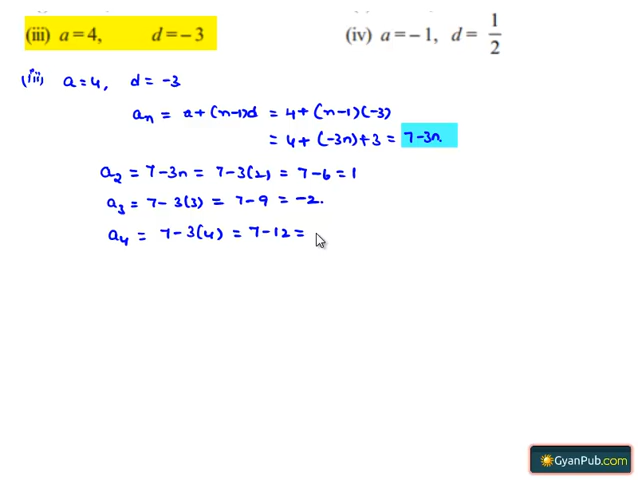 (iii) a = 4, d = – 3 (iv) a = – 1, d = 1/2
(iii) a = 4, d = -3
aₙ = a + (n-1)d = 4 + (n-1)(-3)
= 4 + (-3n) + 3 = 7-3n.
a₂ = 7-3n = 7-3(2) = 7-6 = 1
a₃ = 7-3(3) = 7-9 = -2.
a₄ = 7-3(4) = 7-12 =
GyanPub.com